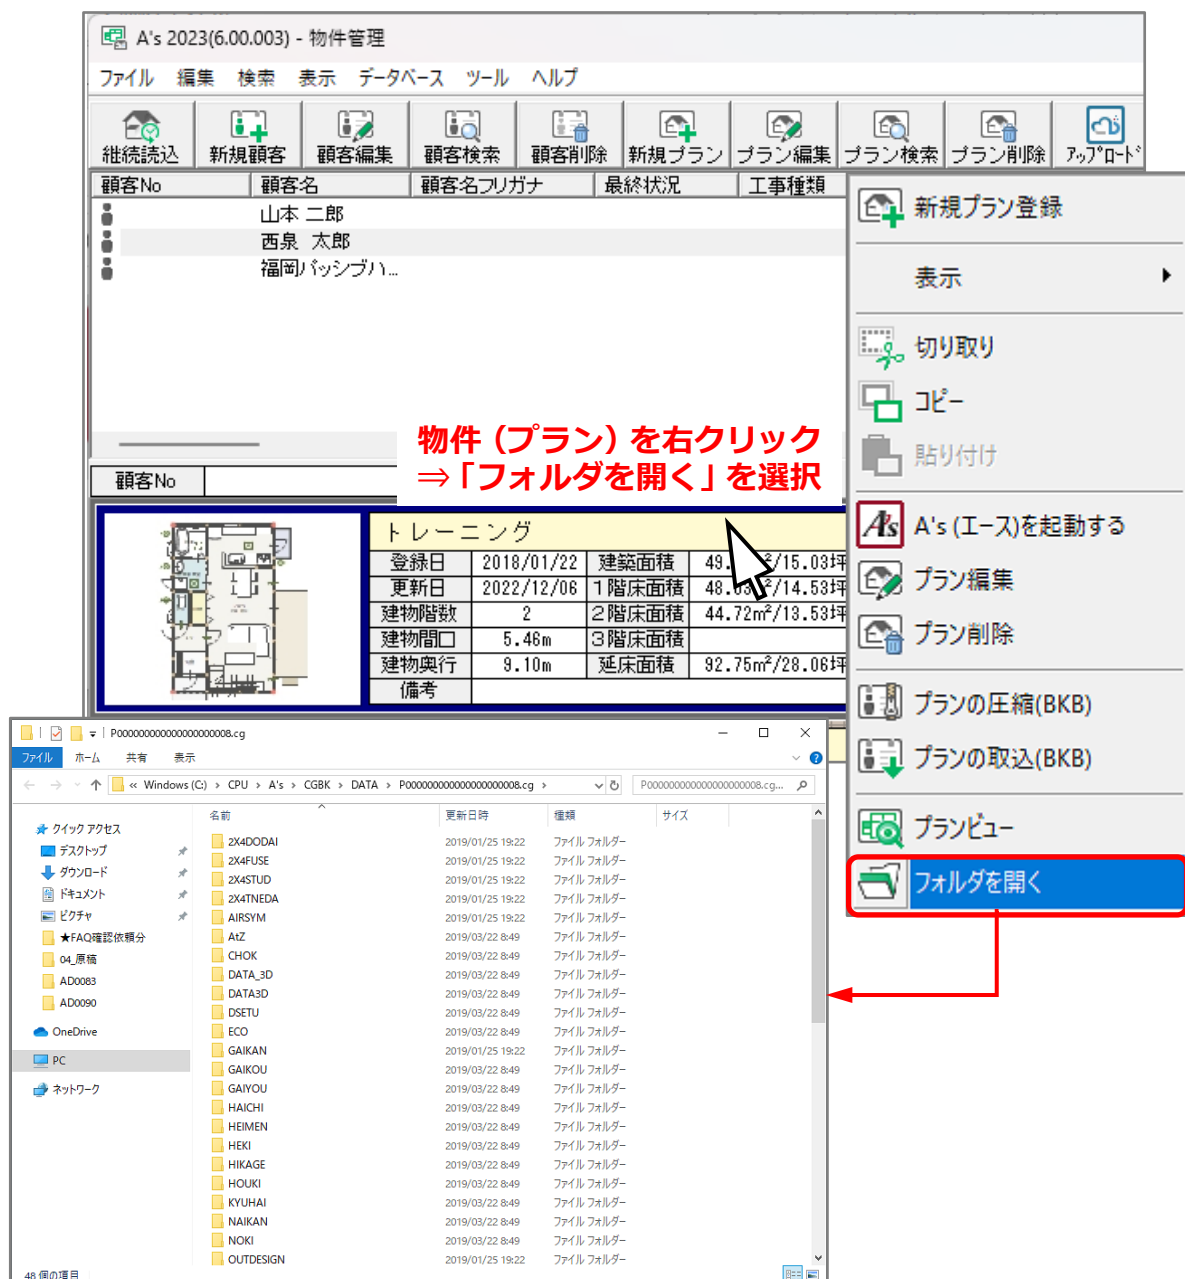 A's 2023(6.00.003) - 物件管理
ファイル 編集 検索 表示 データベース ツール ヘルプ
継続読込 新規顧客 顧客編集 顧客検索 顧客削除 新規プラン プラン編集 プラン検索 プラン削除 アップロード
顧客No 顧客名 顧客名フリガナ 最終状況 工事種類
山本 二郎
西泉 太郎
福岡パッシブハ...
物件（プラン）を右クリック
⇒「フォルダを開く」を選択
顧客No
トレーニング
登録日 2018/01/22 建築面積 49. ㎡/15.03坪
更新日 2022/12/06 1階床面積 48.03㎡/14.53坪
建物階数 2 2階床面積 44.72㎡/13.53坪
建物間口 5.46m 3階床面積
建物奥行 9.10m 延床面積 92.75㎡/28.06坪
備考
新規プラン登録
表示
切り取り
コピー
貼り付け
A's A's (エース)を起動する
プラン編集
プラン削除
プランの圧縮(BKB)
プランの取込(BKB)
プランビュー
フォルダを開く
P0000000000000000000008.cg
ファイル ホーム 共有 表示
« Windows (C:) › CPU › A's › CGBK › DATA › P0000000000000000000008.cg › P0000000000000000000008.cg...
名前 更新日時 種類 サイズ
クイック アクセス
デスクトップ
ダウンロード
ドキュメント
ピクチャ
★FAQ確認依頼分
04_原稿
AD0083
AD0090
OneDrive
PC
ネットワーク
2X4DODAI 2019/01/25 19:22 ファイル フォルダー
2X4FUSE 2019/01/25 19:22 ファイル フォルダー
2X4STUD 2019/01/25 19:22 ファイル フォルダー
2X4TNEDA 2019/01/25 19:22 ファイル フォルダー
AIRSYM 2019/01/25 19:22 ファイル フォルダー
AtZ 2019/03/22 8:49 ファイル フォルダー
CHOK 2019/03/22 8:49 ファイル フォルダー
DATA_3D 2019/03/22 8:49 ファイル フォルダー
DATA3D 2019/03/22 8:49 ファイル フォルダー
DSETU 2019/03/22 8:49 ファイル フォルダー
ECO 2019/03/22 8:49 ファイル フォルダー
GAIKAN 2019/01/25 19:22 ファイル フォルダー
GAIKOU 2019/03/22 8:49 ファイル フォルダー
GAIYOU 2019/03/22 8:49 ファイル フォルダー
HAICHI 2019/03/22 8:49 ファイル フォルダー
HEIMEN 2019/03/22 8:49 ファイル フォルダー
HEKI 2019/03/22 8:49 ファイル フォルダー
HIKAGE 2019/03/22 8:49 ファイル フォルダー
HOUKI 2019/03/22 8:49 ファイル フォルダー
KYUHAI 2019/03/22 8:49 ファイル フォルダー
NAIKAN 2019/03/22 8:49 ファイル フォルダー
NOKI 2019/03/22 8:49 ファイル フォルダー
OUTDESIGN 2019/01/25 19:22 ファイル フォルダー
48 個の項目